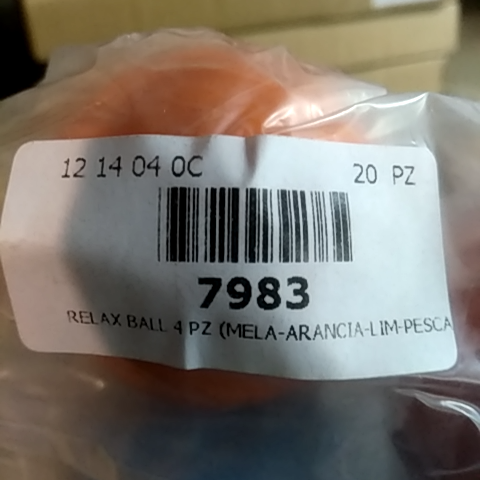 12 14 04 0C 20 PZ
7983
RELAX BALL 4 PZ (MELA-ARANCIA-LIM-PESCA